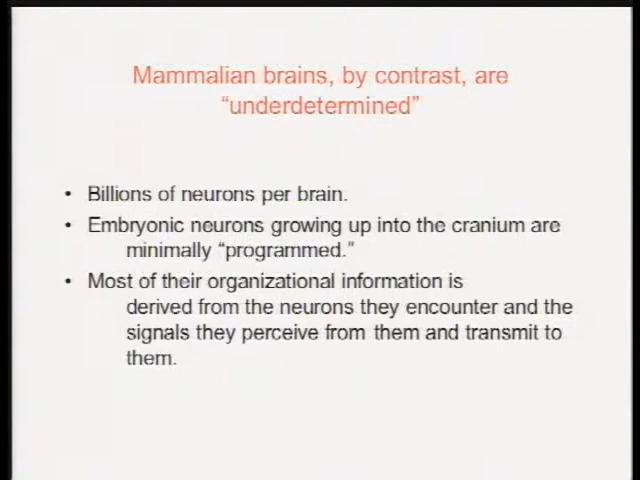 Mammalian brains, by contrast, are
“underdetermined”
• Billions of neurons per brain.
• Embryonic neurons growing up into the cranium are
minimally “programmed.”
• Most of their organizational information is
derived from the neurons they encounter and the
signals they perceive from them and transmit to
them.